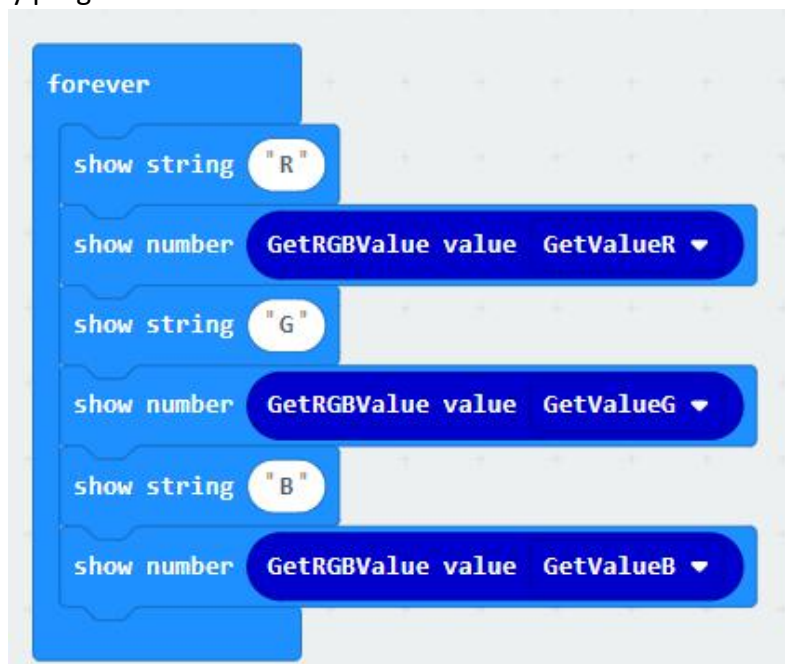 forever
show string "R"
show number GetRGBValue value GetValueR
show string "G"
show number GetRGBValue value GetValueG
show string "B"
show number GetRGBValue value GetValueB